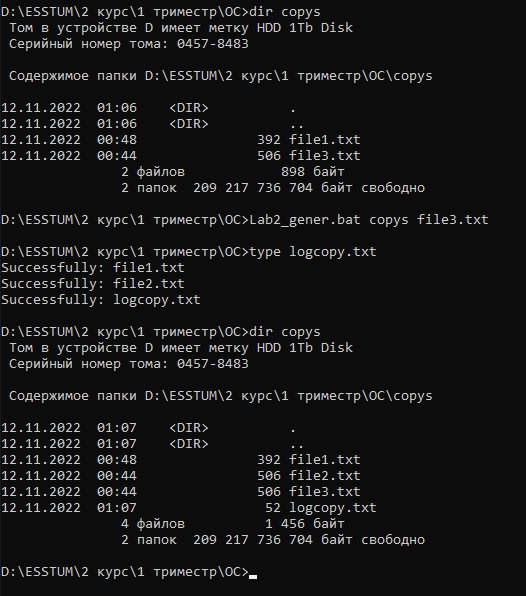 D:\ESSTUM\2 курс\1 триместр\ОС>dir copys
 Том в устройстве D имеет метку HDD 1Tb Disk
 Серийный номер тома: 0457-8483

 Содержимое папки D:\ESSTUM\2 курс\1 триместр\ОС\copys

12.11.2022  01:06    <DIR>          .
12.11.2022  01:06    <DIR>          ..
12.11.2022  00:48               392 file1.txt
12.11.2022  00:44               506 file3.txt
               2 файлов            898 байт
               2 папок  209 217 736 704 байт свободно

D:\ESSTUM\2 курс\1 триместр\ОС>Lab2_gener.bat copys file3.txt

D:\ESSTUM\2 курс\1 триместр\ОС>type logcopy.txt
Successfully: file1.txt
Successfully: file2.txt
Successfully: logcopy.txt

D:\ESSTUM\2 курс\1 триместр\ОС>dir copys
 Том в устройстве D имеет метку HDD 1Tb Disk
 Серийный номер тома: 0457-8483

 Содержимое папки D:\ESSTUM\2 курс\1 триместр\ОС\copys

12.11.2022  01:07    <DIR>          .
12.11.2022  01:07    <DIR>          ..
12.11.2022  00:48               392 file1.txt
12.11.2022  00:44               506 file2.txt
12.11.2022  00:44               506 file3.txt
12.11.2022  01:07                52 logcopy.txt
               4 файлов          1 456 байт
               2 папок  209 217 736 704 байт свободно

D:\ESSTUM\2 курс\1 триместр\ОС>